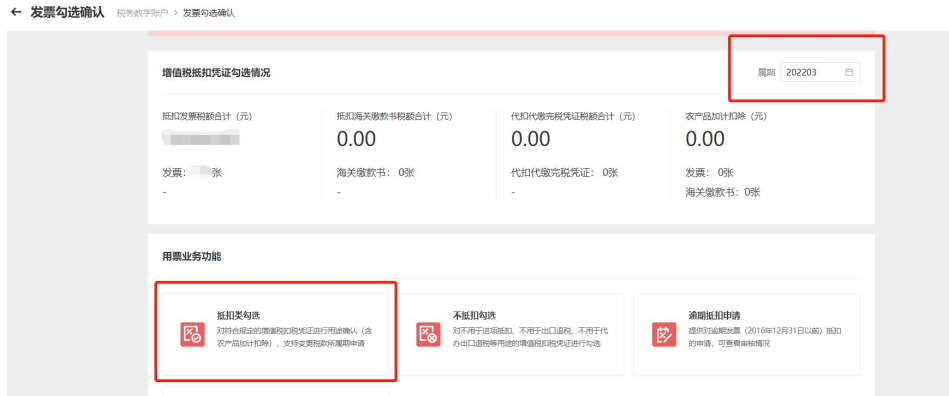 ← 发票勾选确认 税务数字账户 > 发票勾选确认
增值税抵扣凭证勾选情况 属期 202203
抵扣发票税额合计（元） 抵扣海关缴款书税额合计（元） 代扣代缴完税凭证税额合计（元） 农产品加计扣除（元）
0.00 0.00 0.00
发票： 张 海关缴款书： 0张 代扣代缴完税凭证： 0张 发票： 0张
- - - 海关缴款书：0张
用票业务功能
抵扣类勾选
对符合规定的增值税扣税凭证进行用途确认（含
农产品加计扣除），支持变更税款所属期申请
不抵扣勾选
对不用于进项抵扣、不用于出口退税、不用于代
办出口退税等用途的增值税扣税凭证进行勾选
逾期抵扣申请
提供对逾期发票（2016年12月31日以前）抵扣
的申请，可查看审核情况